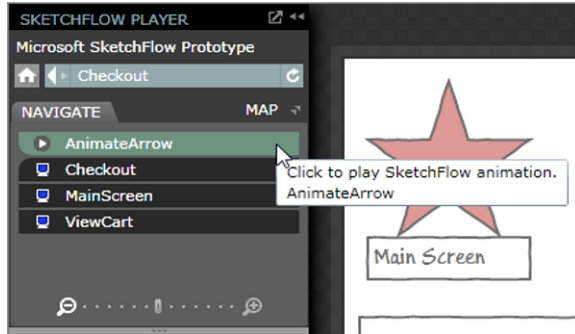 SKETCHFLOW PLAYER
Microsoft SketchFlow Prototype
Checkout
NAVIGATE MAP
AnimateArrow
Checkout
MainScreen
ViewCart
Click to play SketchFlow animation.
AnimateArrow
Main Screen